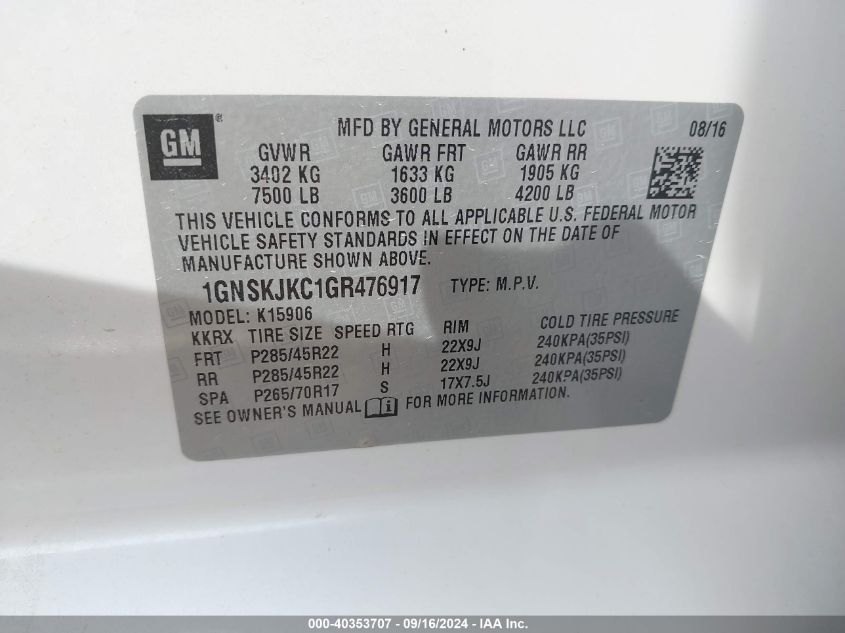 GM ® MFD BY GENERAL MOTORS LLC 08/16
GVWR GAWR FRT GAWR RR
3402 KG 1633 KG 1905 KG
7500 LB 3600 LB 4200 LB
THIS VEHICLE CONFORMS TO ALL APPLICABLE U.S. FEDERAL MOTOR
VEHICLE SAFETY STANDARDS IN EFFECT ON THE DATE OF
MANUFACTURE SHOWN ABOVE.
1GNSKJKC1GR476917 TYPE: M.P.V.
MODEL: K15906
KKRX TIRE SIZE SPEED RTG RIM COLD TIRE PRESSURE
FRT P285/45R22 H 22X9J 240KPA(35PSI)
RR P285/45R22 H 22X9J 240KPA(35PSI)
SPA P265/70R17 S 17X7.5J 240KPA(35PSI)
SEE OWNER'S MANUAL i FOR MORE INFORMATION.
000-40353707 - 09/16/2024 - IAA Inc.